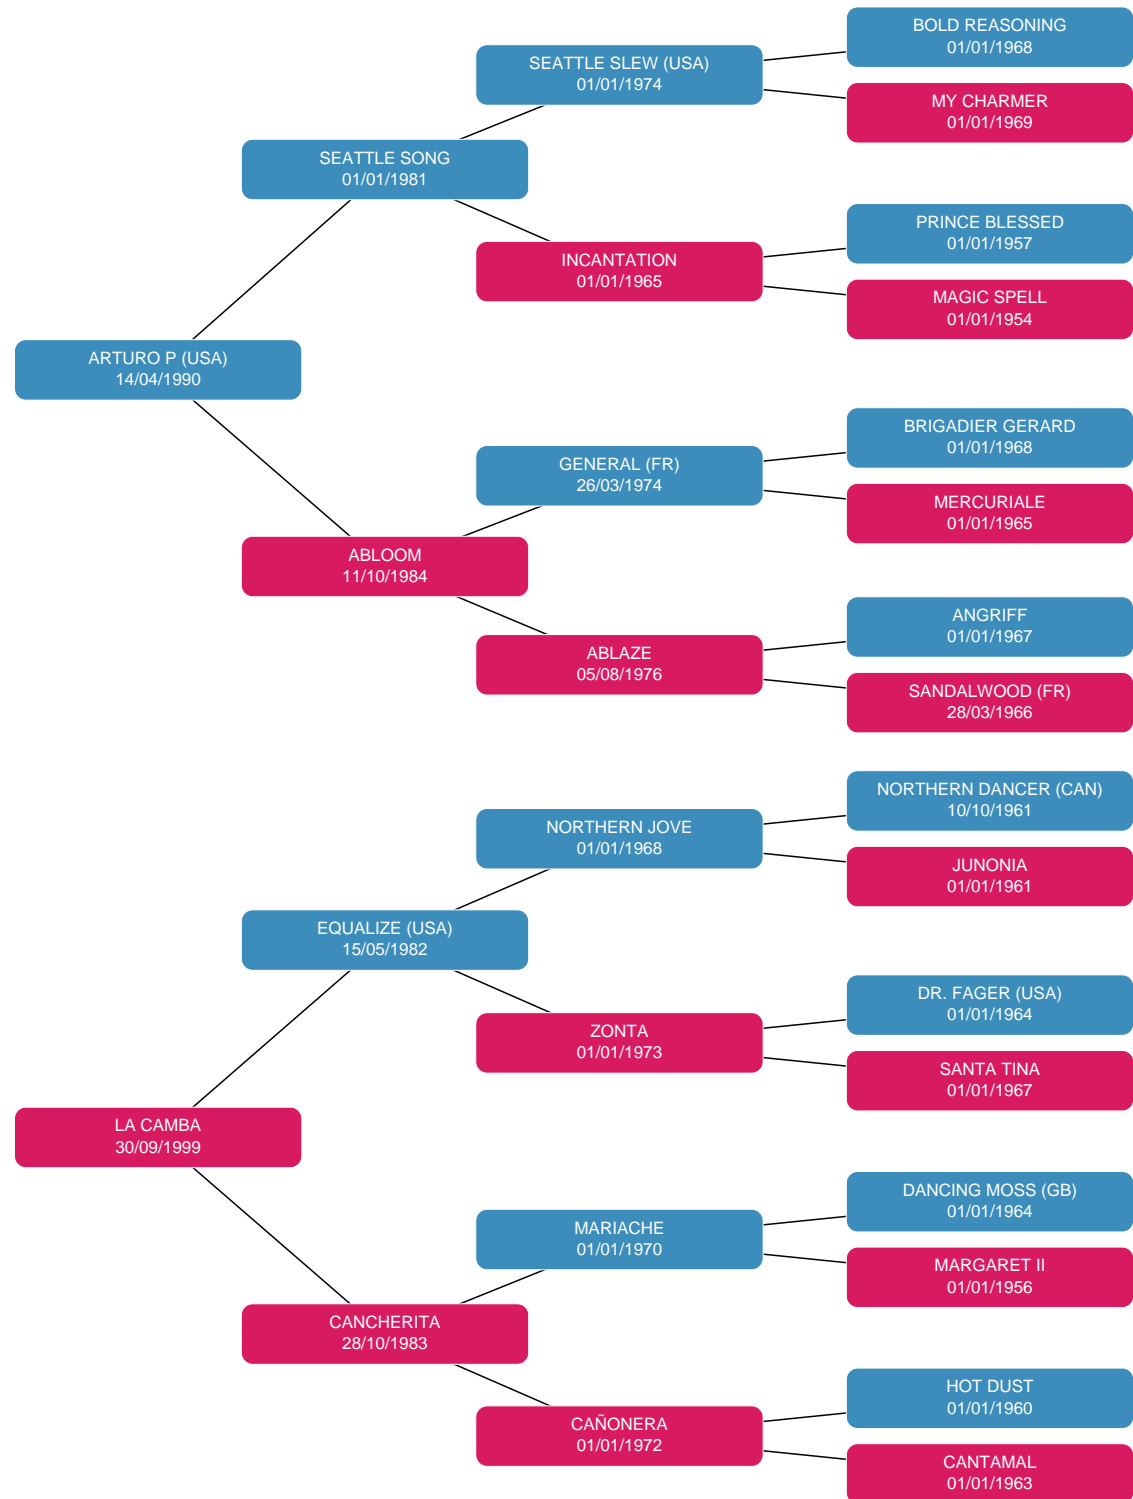 BOLD REASONING
01/01/1968
SEATTLE SLEW (USA)
01/01/1974
MY CHARMER
01/01/1969
SEATTLE SONG
01/01/1981
PRINCE BLESSED
01/01/1957
INCANTATION
01/01/1965
MAGIC SPELL
01/01/1954
ARTURO P (USA)
14/04/1990
BRIGADIER GERARD
01/01/1968
GENERAL (FR)
26/03/1974
MERCURIALE
01/01/1965
ABLOOM
11/10/1984
ANGRIFF
01/01/1967
ABLAZE
05/08/1976
SANDALWOOD (FR)
28/03/1966
NORTHERN DANCER (CAN)
10/10/1961
NORTHERN JOVE
01/01/1968
JUNONIA
01/01/1961
EQUALIZE (USA)
15/05/1982
DR. FAGER (USA)
01/01/1964
ZONTA
01/01/1973
SANTA TINA
01/01/1967
LA CAMBA
30/09/1999
DANCING MOSS (GB)
01/01/1964
MARIACHE
01/01/1970
MARGARET II
01/01/1956
CANCHERITA
28/10/1983
HOT DUST
01/01/1960
CAÑONERA
01/01/1972
CANTAMAL
01/01/1963